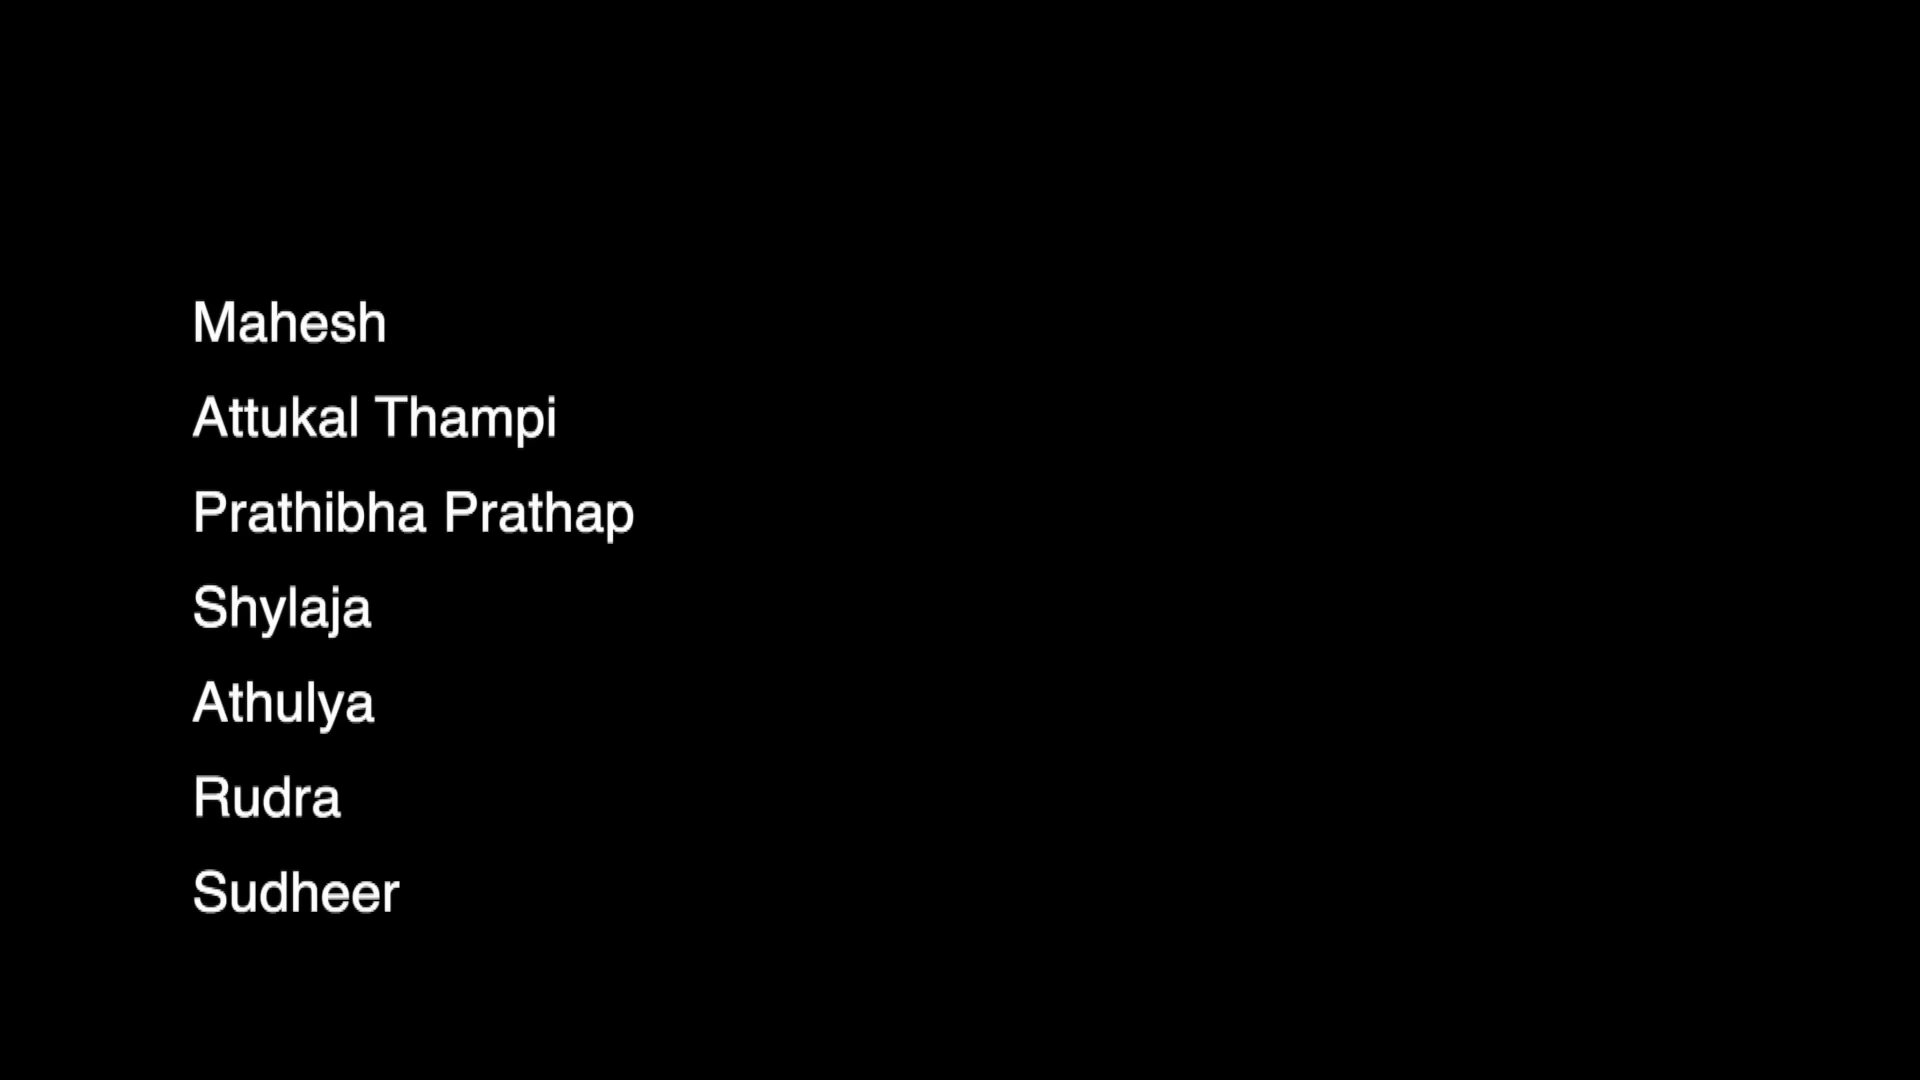 Mahesh
Attukal Thampi
Prathibha Prathap
Shylaja
Athulya
Rudra
Sudheer